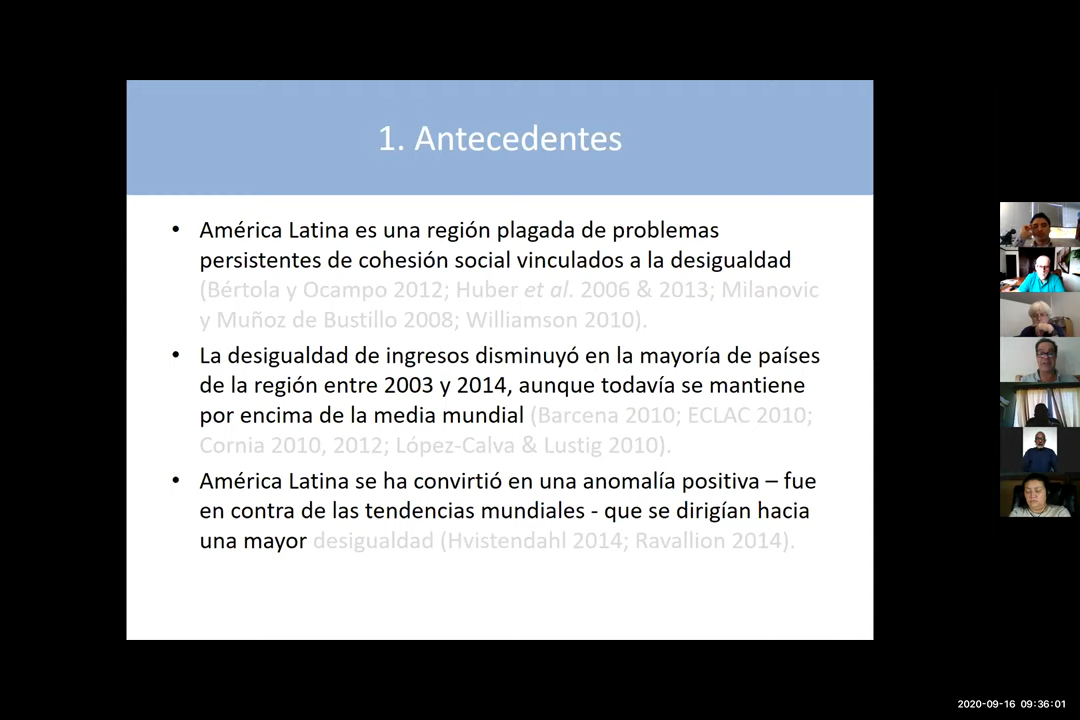 1. Antecedentes
• América Latina es una región plagada de problemas
persistentes de cohesión social vinculados a la desigualdad
(Bértola y Ocampo 2012; Huber et al. 2006 & 2013; Milanovic
y Muñoz de Bustillo 2008; Williamson 2010).
• La desigualdad de ingresos disminuyó en la mayoría de países
de la región entre 2003 y 2014, aunque todavía se mantiene
por encima de la media mundial (Barcena 2010; ECLAC 2010;
Cornia 2010, 2012; López-Calva & Lustig 2010).
• América Latina se ha convirtió en una anomalía positiva – fue
en contra de las tendencias mundiales - que se dirigían hacia
una mayor desigualdad (Hvistendahl 2014; Ravallion 2014).
2020-09-16 09:36:01